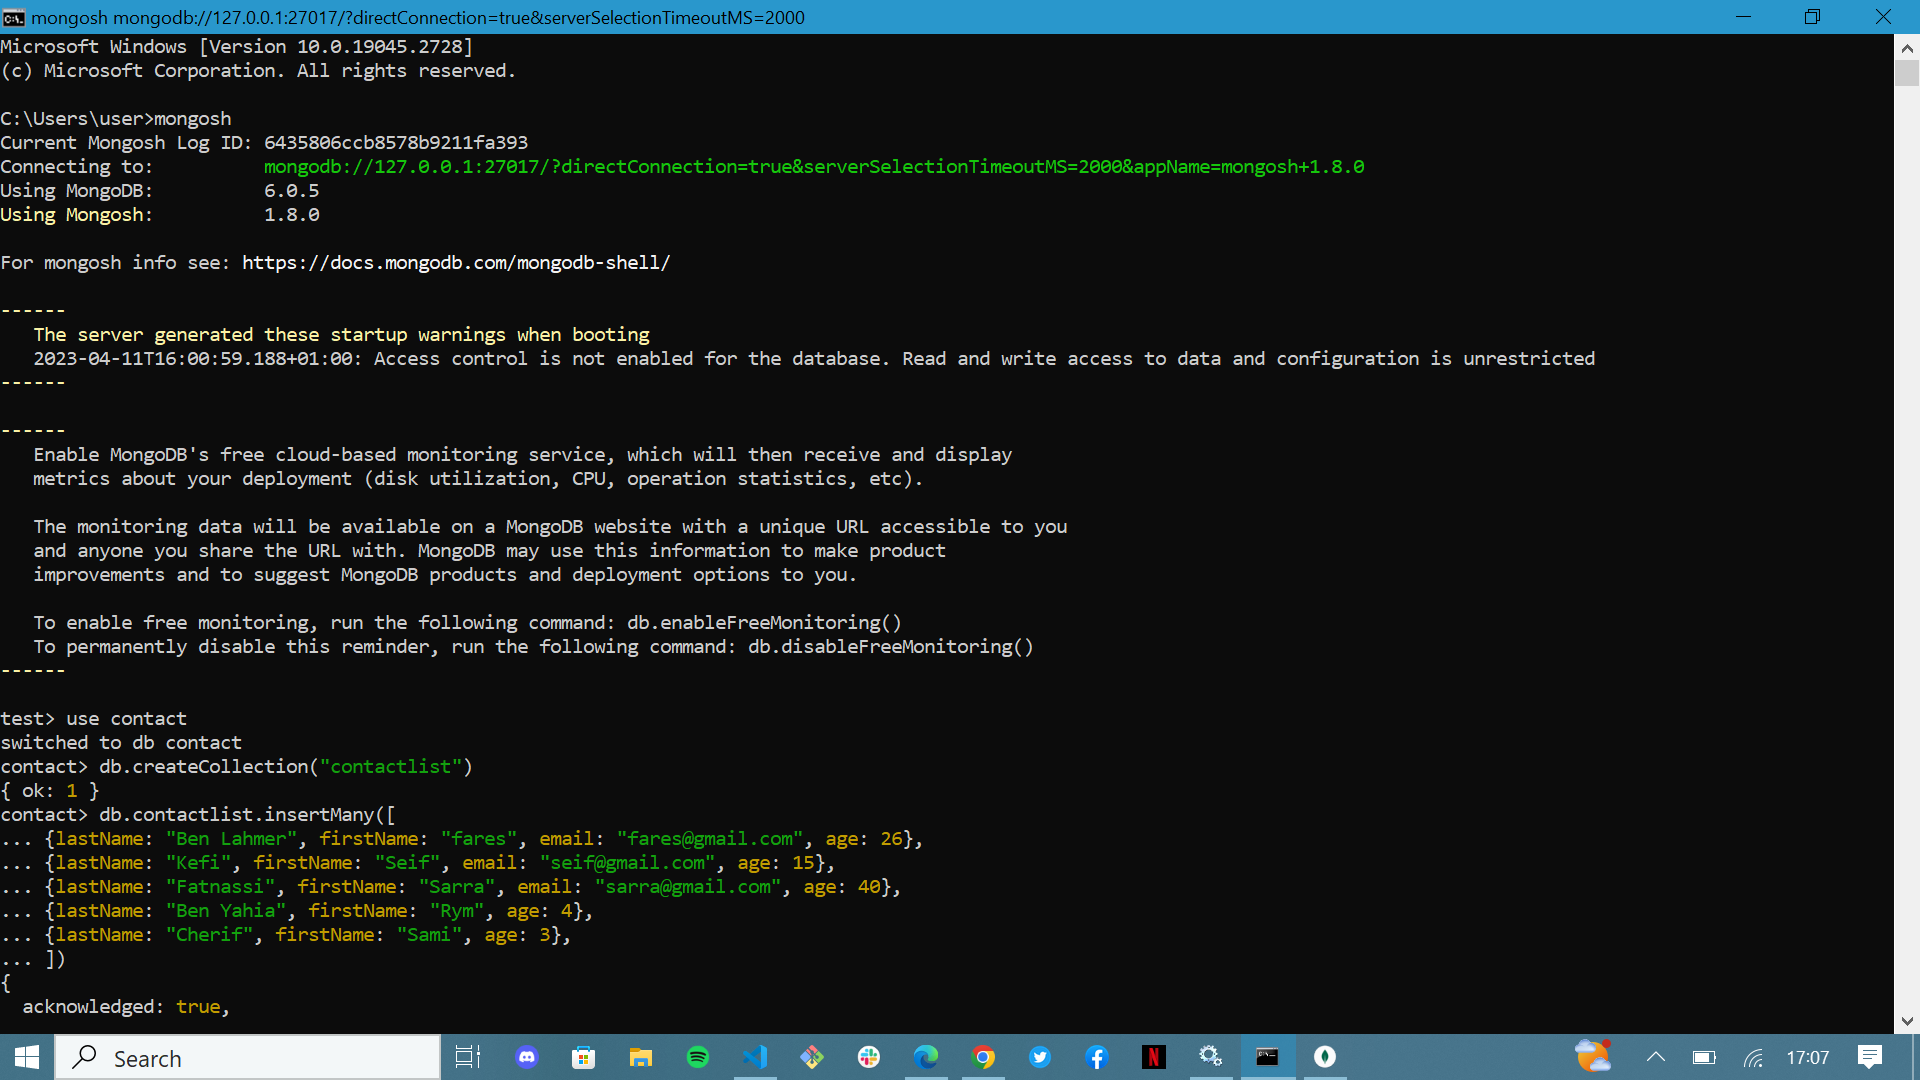 mongosh mongodb://127.0.0.1:27017/?directConnection=true&serverSelectionTimeoutMS=2000
Microsoft Windows [Version 10.0.19045.2728]
(c) Microsoft Corporation. All rights reserved.
C:\Users\user>mongosh
Current Mongosh Log ID: 6435806ccb8578b9211fa393
Connecting to:          mongodb://127.0.0.1:27017/?directConnection=true&serverSelectionTimeoutMS=2000&appName=mongosh+1.8.0
Using MongoDB:          6.0.5
Using Mongosh:          1.8.0
For mongosh info see: https://docs.mongodb.com/mongodb-shell/
------
   The server generated these startup warnings when booting
   2023-04-11T16:00:59.188+01:00: Access control is not enabled for the database. Read and write access to data and configuration is unrestricted
------
------
   Enable MongoDB's free cloud-based monitoring service, which will then receive and display
   metrics about your deployment (disk utilization, CPU, operation statistics, etc).
   The monitoring data will be available on a MongoDB website with a unique URL accessible to you
   and anyone you share the URL with. MongoDB may use this information to make product
   improvements and to suggest MongoDB products and deployment options to you.
   To enable free monitoring, run the following command: db.enableFreeMonitoring()
   To permanently disable this reminder, run the following command: db.disableFreeMonitoring()
------
test> use contact
switched to db contact
contact> db.createCollection("contactlist")
{ ok: 1 }
contact> db.contactlist.insertMany([
... {lastName: "Ben Lahmer", firstName: "fares", email: "fares@gmail.com", age: 26},
... {lastName: "Kefi", firstName: "Seif", email: "seif@gmail.com", age: 15},
... {lastName: "Fatnassi", firstName: "Sarra", email: "sarra@gmail.com", age: 40},
... {lastName: "Ben Yahia", firstName: "Rym", age: 4},
... {lastName: "Cherif", firstName: "Sami", age: 3},
... ])
{
  acknowledged: true,
Search
17:07